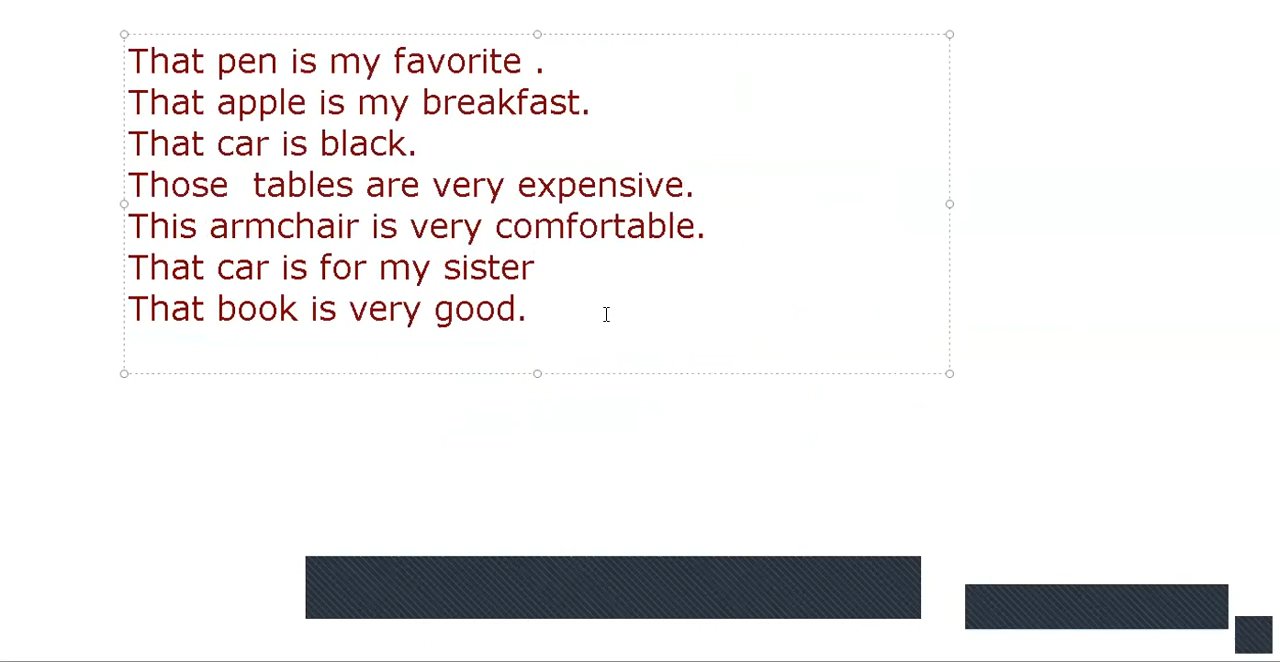 That pen is my favorite .
That apple is my breakfast.
That car is black.
Those  tables are very expensive.
This armchair is very comfortable.
That car is for my sister
That book is very good.